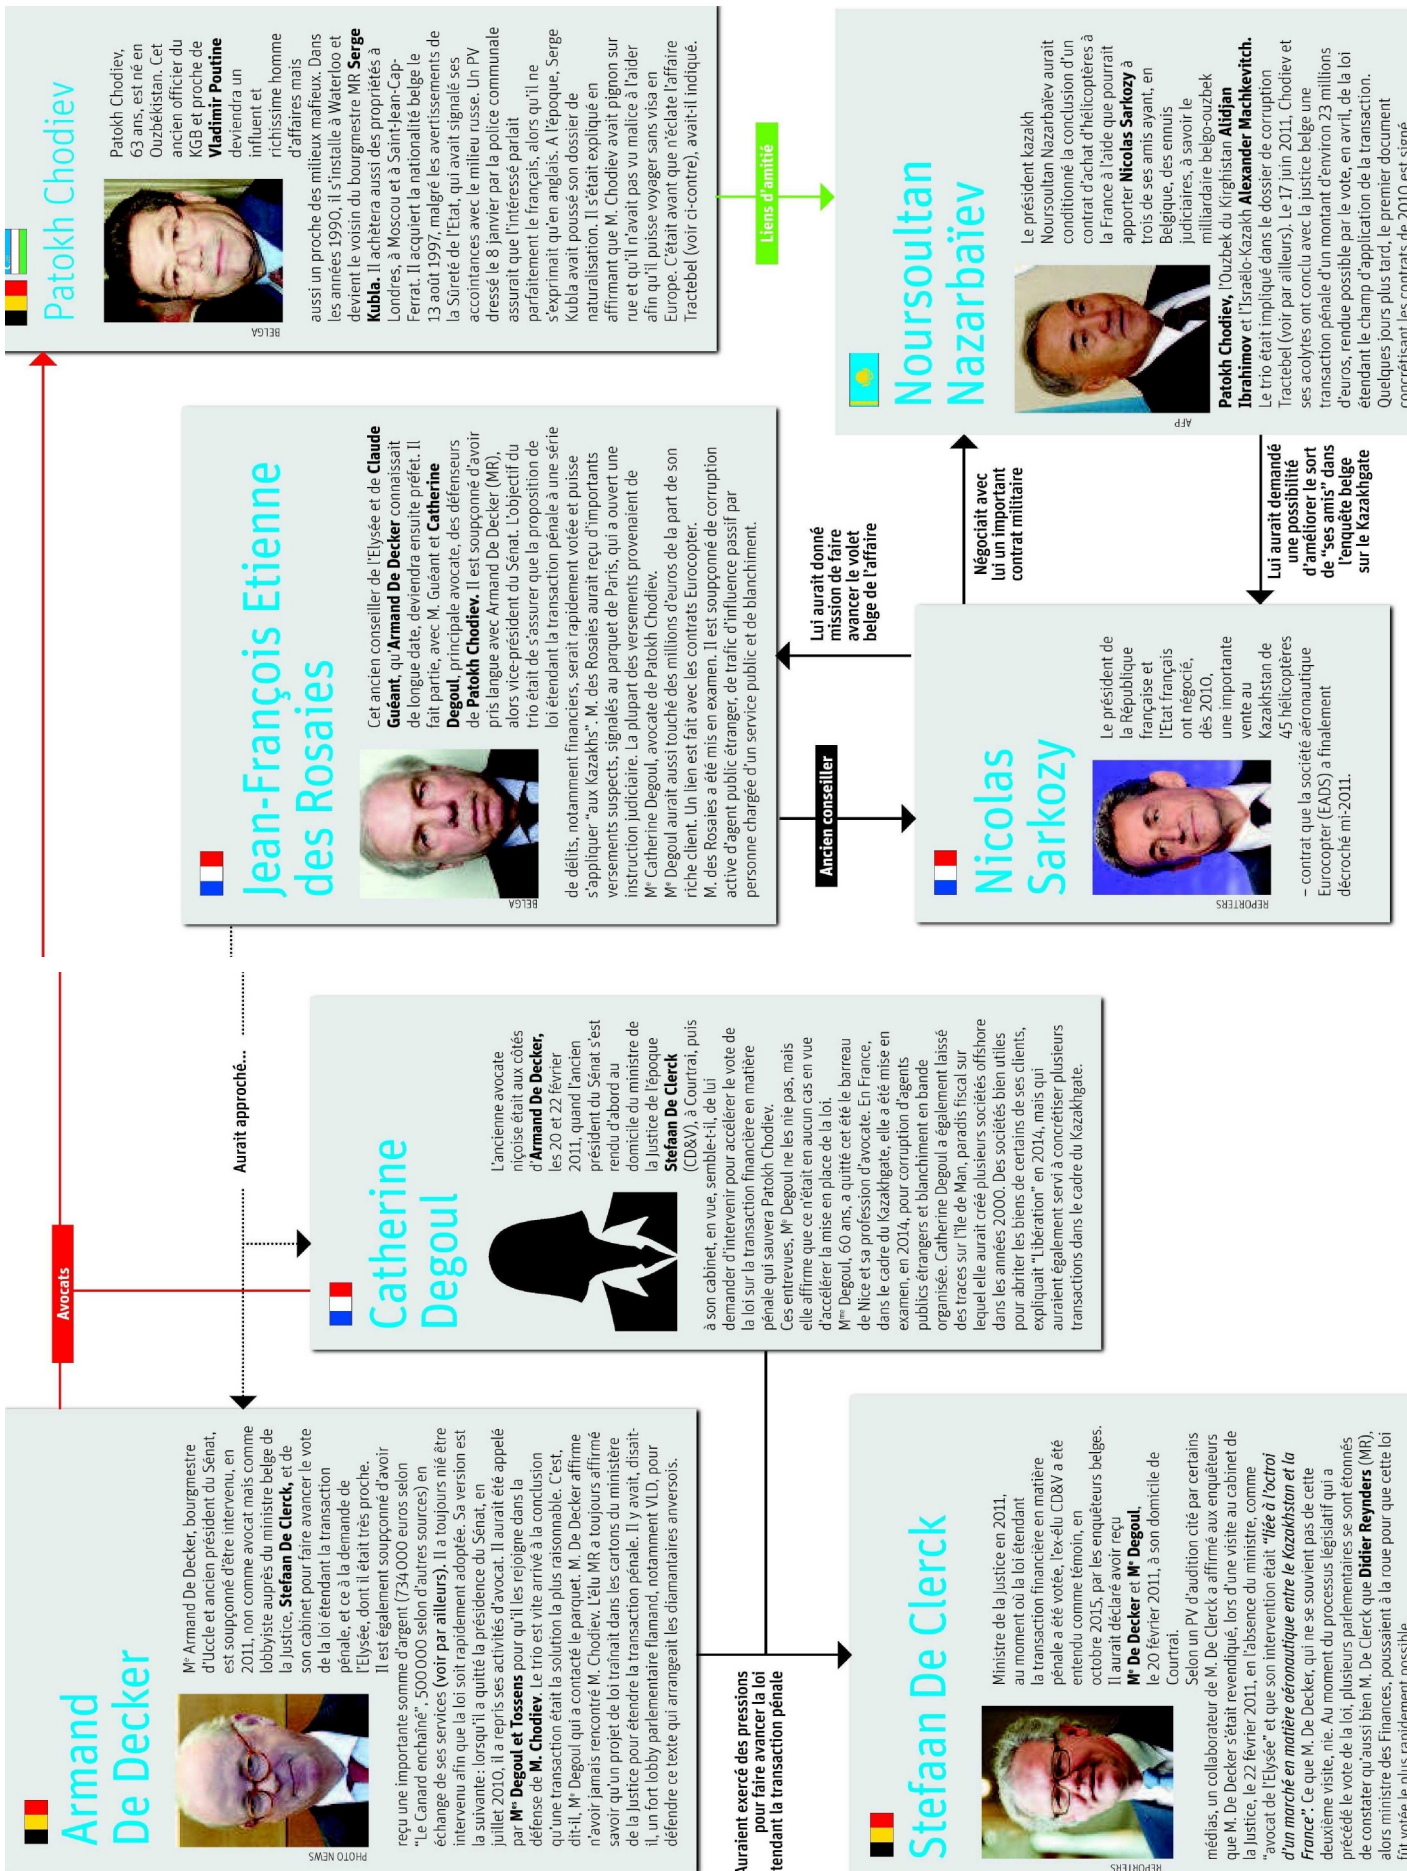 Armand
De Decker
PHOTO NEWS
Mᵉ Armand De Decker, bourgmestre
d'Uccle et ancien président du Sénat,
est soupçonné d'être intervenu, en
2011, non comme avocat mais comme
lobbyiste auprès du ministre belge de
la Justice, Stefaan De Clerck, et de
son cabinet pour faire avancer le vote
de la loi étendant la transaction
pénale, et ce à la demande de
l'Elysée, dont il était très proche.
Il est également soupçonné d'avoir
reçu une importante somme d'argent (734 000 euros selon
"Le Canard enchaîné", 500 000 selon d'autres sources) en
échange de ses services (voir par ailleurs). Il a toujours nié être
intervenu afin que la loi soit rapidement adoptée. Sa version est
la suivante : lorsqu'il a quitté la présidence du Sénat, en
juillet 2010, il a repris ses activités d'avocat. Il aurait été appelé
par Mᵉˢ Degoul et Tossens pour qu'il les rejoigne dans la
défense de M. Chodiev. Le trio est vite arrivé à la conclusion
qu'une transaction était la solution la plus raisonnable. C'est,
dit-il, Mᵉ Degoul qui a contacté le parquet. M. De Decker affirme
n'avoir jamais rencontré M. Chodiev. L'élu MR a toujours affirmé
savoir qu'un projet de loi traînait dans les cartons du ministère
de la Justice pour étendre la transaction pénale. Il y avait, disait-
il, un fort lobby parlementaire flamand, notamment VLD, pour
défendre ce texte qui arrangeait les diamantaires anversois.
Avocats
Aurait approché...
Catherine
Degoul
L'ancienne avocate
niçoise était aux côtés
d'Armand De Decker,
les 20 et 22 février
2011, quand l'ancien
président du Sénat s'est
rendu d'abord au
domicile du ministre de
la Justice de l'époque
Stefaan De Clerck
(CD&V), à Courtrai, puis
à son cabinet, en vue, semble-t-il, de lui
demander d'intervenir pour accélérer le vote de
la loi sur la transaction financière en matière
pénale qui sauvera Patokh Chodiev.
Ces entrevues, Mᵉ Degoul ne les nie pas, mais
elle affirme que ce n'était en aucun cas en vue
d'accélérer la mise en place de la loi.
Mᵐᵉ Degoul, 60 ans, a quitté cet été le barreau
de Nice et sa profession d'avocate. En France,
dans le cadre du Kazakhgate, elle a été mise en
examen, en 2014, pour corruption d'agents
publics étrangers et blanchiment en bande
organisée. Catherine Degoul a également laissé
des traces sur l'île de Man, paradis fiscal sur
lequel elle aurait créé plusieurs sociétés offshore
dans les années 2000. Des sociétés bien utiles
pour abriter les biens de certains de ses clients,
expliquait "Libération" en 2014, mais qui
auraient également servi à concrétiser plusieurs
transactions dans le cadre du Kazakhgate.
Jean-François Etienne
des Rosaies
BELGA
Cet ancien conseiller de l'Elysée et de Claude
Guéant, qu'Armand De Decker connaissait
de longue date, deviendra ensuite préfet. Il
fait partie, avec M. Guéant et Catherine
Degoul, principale avocate, des défenseurs
de Patokh Chodiev. Il est soupçonné d'avoir
pris langue avec Armand De Decker (MR),
alors vice-président du Sénat. L'objectif du
trio était de s'assurer que la proposition de
loi étendant la transaction pénale à une série
de délits, notamment financiers, serait rapidement votée et puisse
s'appliquer "aux Kazakhs". M. des Rosaies aurait reçu d'importants
versements suspects, signalés au parquet de Paris, qui a ouvert une
instruction judiciaire. La plupart des versements provenaient de
Mᵉ Catherine Degoul, avocate de Patokh Chodiev.
Mᵉ Degoul aurait aussi touché des millions d'euros de la part de son
riche client. Un lien est fait avec les contrats Eurocopter.
M. des Rosaies a été mis en examen. Il est soupçonné de corruption
active d'agent public étranger, de trafic d'influence passif par
personne chargée d'un service public et de blanchiment.
Patokh Chodiev
BELGA
Patokh Chodiev,
63 ans, est né en
Ouzbékistan. Cet
ancien officier du
KGB et proche de
Vladimir Poutine
deviendra un
influent et
richissime homme
d'affaires mais
aussi un proche des milieux mafieux. Dans
les années 1990, il s'installe à Waterloo et
devient le voisin du bourgmestre MR Serge
Kubla. Il achètera aussi des propriétés à
Londres, à Moscou et à Saint-Jean-Cap-
Ferrat. Il acquiert la nationalité belge le
13 août 1997, malgré les avertissements de
la Sûreté de l'Etat, qui avait signalé ses
accointances avec le milieu russe. Un PV
dressé le 8 janvier par la police communale
assurait que l'intéressé parlait
parfaitement le français, alors qu'il ne
s'exprimait qu'en anglais. A l'époque, Serge
Kubla avait poussé son dossier de
naturalisation. Il s'était expliqué en
affirmant que M. Chodiev avait pignon sur
rue et qu'il n'avait pas vu malice à l'aider
afin qu'il puisse voyager sans visa en
Europe. C'était avant que n'éclate l'affaire
Tractebel (voir ci-contre), avait-il indiqué.
Auraient exercé des pressions
pour faire avancer la loi
tendant la transaction pénale
Ancien conseiller
Lui aurait donné
mission de faire
avancer le volet
belge de l'affaire
Liens d'amitié
Stefaan De Clerck
REPORTERS
Ministre de la Justice en 2011,
au moment où la loi étendant
la transaction financière en matière
pénale a été votée, l'ex-élu CD&V a été
entendu comme témoin, en
octobre 2015, par les enquêteurs belges.
Il aurait déclaré avoir reçu
Mᵉ De Decker et Mᵉ Degoul,
le 20 février 2011, à son domicile de
Courtrai.
Selon un PV d'audition cité par certains
médias, un collaborateur de M. De Clerck a affirmé aux enquêteurs
que M. De Decker s'était revendiqué, lors d'une visite au cabinet de
la Justice, le 22 février 2011, en l'absence du ministre, comme
"avocat de l'Elysée" et que son intervention était "liée à l'octroi
d'un marché en matière aéronautique entre le Kazakhstan et la
France". Ce que M. De Decker, qui ne se souvient pas de cette
deuxième visite, nie. Au moment du processus législatif qui a
précédé le vote de la loi, plusieurs parlementaires se sont étonnés
de constater qu'aussi bien M. De Clerck que Didier Reynders (MR),
alors ministre des Finances, poussaient à la roue pour que cette loi
fût votée le plus rapidement possible.
Nicolas
Sarkozy
REPORTERS
Le président de
la République
française et
l'Etat français
ont négocié,
dès 2010,
une importante
vente au
Kazakhstan de
45 hélicoptères
– contrat que la société aéronautique
Eurocopter (EADS) a finalement
décroché mi-2011.
Négociait avec
lui un important
contrat militaire
Lui aurait demandé
une possibilité
d'améliorer le sort
de "ses amis" dans
l'enquête belge
sur le Kazakhgate
Noursoultan
Nazarbaïev
AFP
Le président kazakh
Noursoultan Nazarbaïev aurait
conditionné la conclusion d'un
contrat d'achat d'hélicoptères à
la France à l'aide que pourrait
apporter Nicolas Sarkozy à
trois de ses amis ayant, en
Belgique, des ennuis
judiciaires, à savoir le
milliardaire belgo-ouzbek
Patokh Chodiev, l'Ouzbek du Kirghistan Alidjan
Ibrahimov et l'Israélo-Kazakh Alexander Machkevitch.
Le trio était impliqué dans le dossier de corruption
Tractebel (voir par ailleurs). Le 17 juin 2011, Chodiev et
ses acolytes ont conclu avec la justice belge une
transaction pénale d'un montant d'environ 23 millions
d'euros, rendue possible par le vote, en avril, de la loi
étendant le champ d'application de la transaction.
Quelques jours plus tard, le premier document
concrétisant les contrats de 2010 est signé.